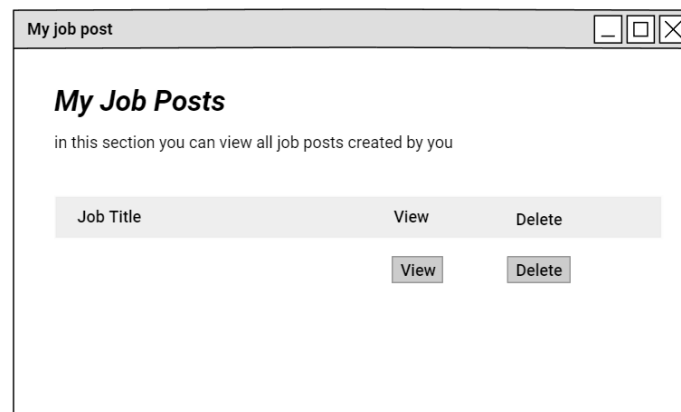 My job post
My Job Posts
in this section you can view all job posts created by you
Job Title View Delete
View Delete